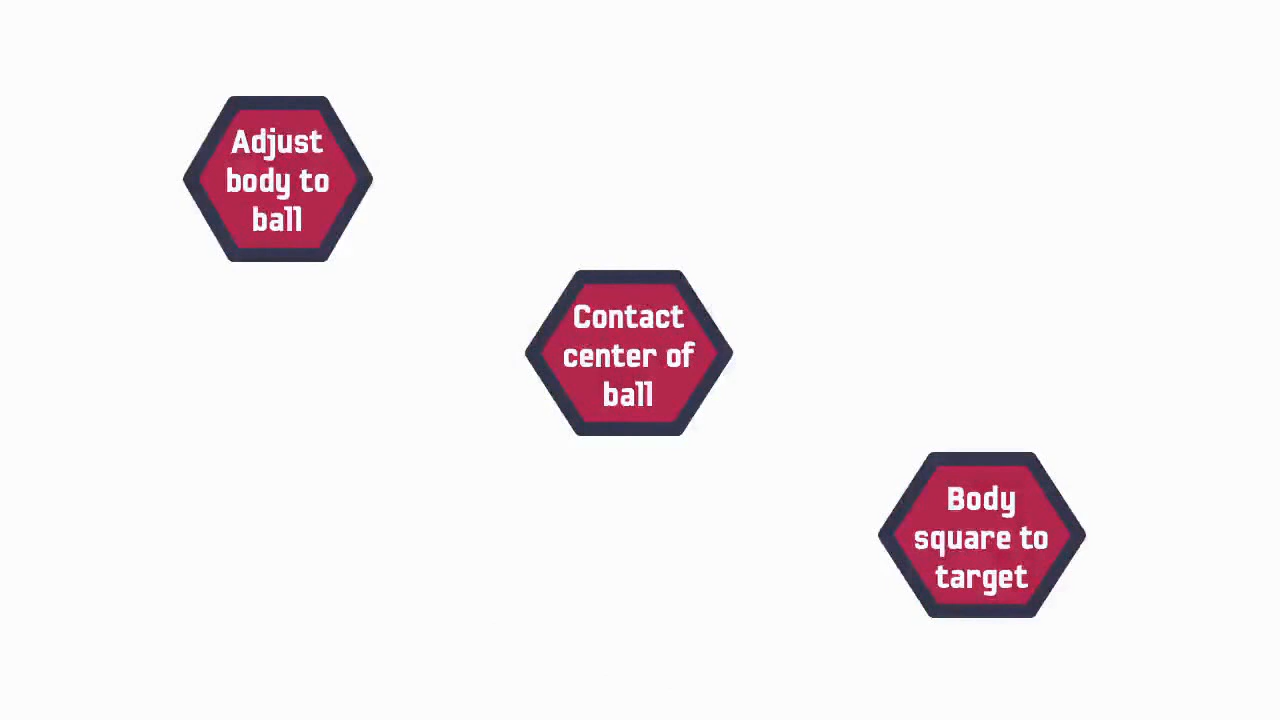 Adjust
body to
ball
Contact
center of
ball
Body
square to
target